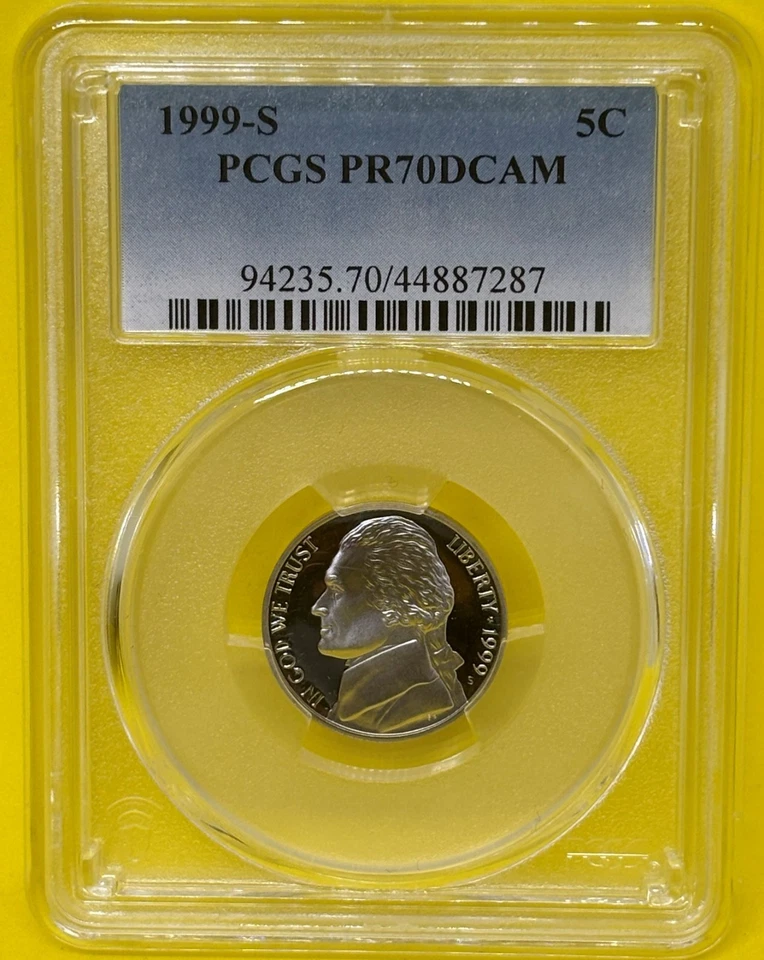 1999-S 5C
PCGS PR70DCAM
94235.70/44887287
IN GOD WE TRUST
LIBERTY * 1999
S